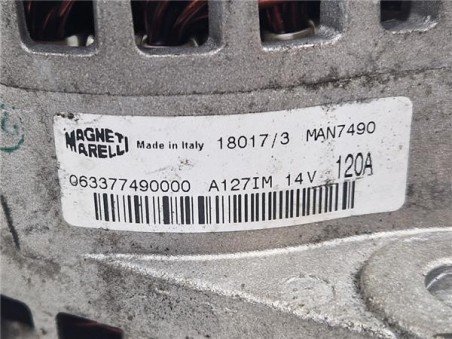 MAGNETI MARELLI Made in Italy 18017/3 MAN7490
063377490000 A127IM 14V 120A